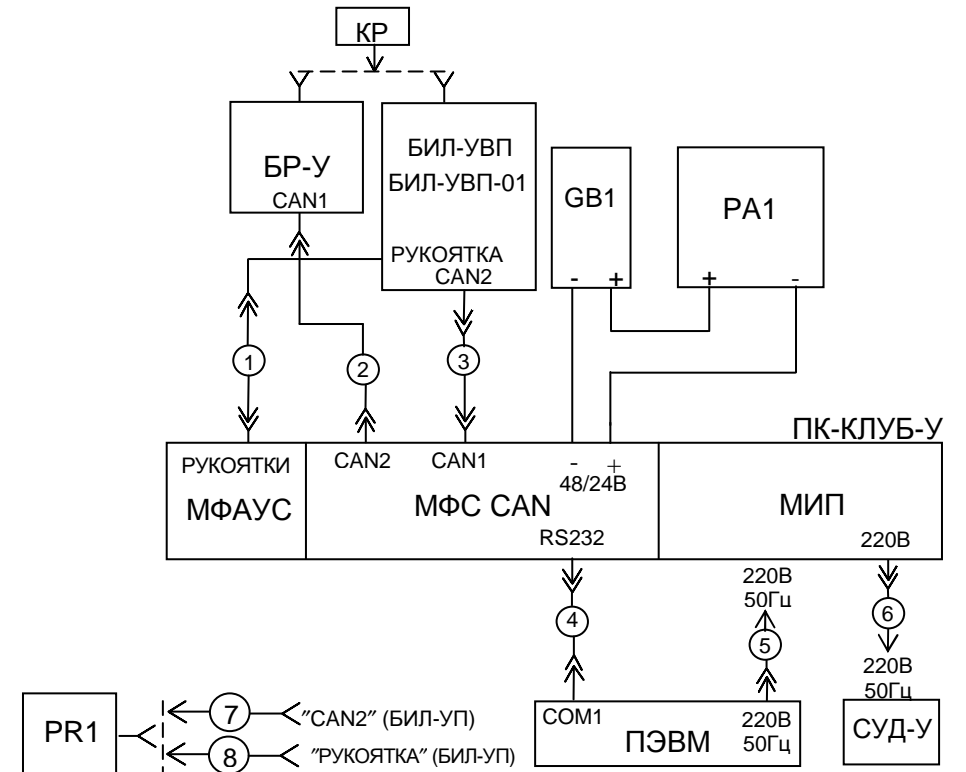 КР
БР-У
CAN1
БИЛ-УВП
БИЛ-УВП-01
РУКОЯТКА
CAN2
GB1
- +
PA1
+ -
1
2
3
ПК-КЛУБ-У
РУКОЯТКИ
МФАУС
CAN2 CAN1
- +
48/24В
МФС CAN
RS232
МИП
220В
4
220В
50Гц
5
6
220В
50Гц
СУД-У
COM1
ПЭВМ
220В
50Гц
PR1
7 "CAN2" (БИЛ-УП)
8 "РУКОЯТКА" (БИЛ-УП)